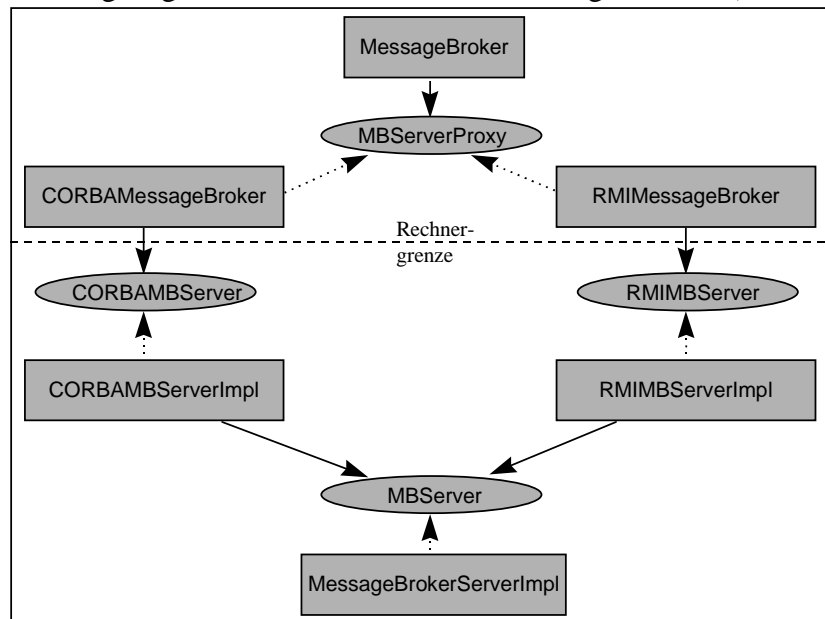 MessageBroker
MBServerProxy
CORBAMessageBroker
RMIMessageBroker
Rechner-
grenze
CORBAMBServer
RMIMBServer
CORBAMBServerImpl
RMIMBServerImpl
MBServer
MessageBrokerServerImpl